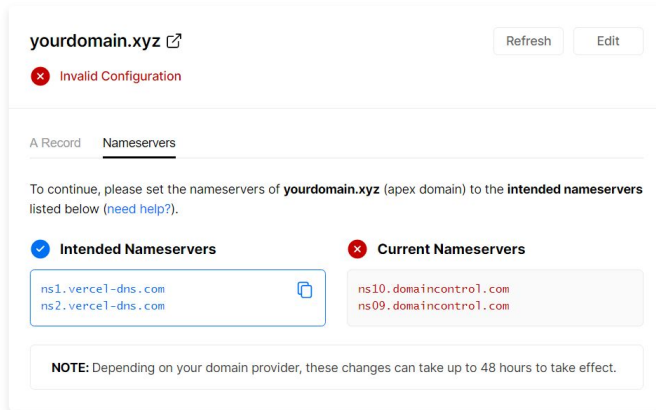 yourdomain.xyz
Refresh
Edit
Invalid Configuration
A Record
Nameservers
To continue, please set the nameservers of yourdomain.xyz (apex domain) to the intended nameservers
listed below (need help?).
Intended Nameservers
ns1.vercel-dns.com
ns2.vercel-dns.com
Current Nameservers
ns10.domaincontrol.com
ns09.domaincontrol.com
NOTE: Depending on your domain provider, these changes can take up to 48 hours to take effect.